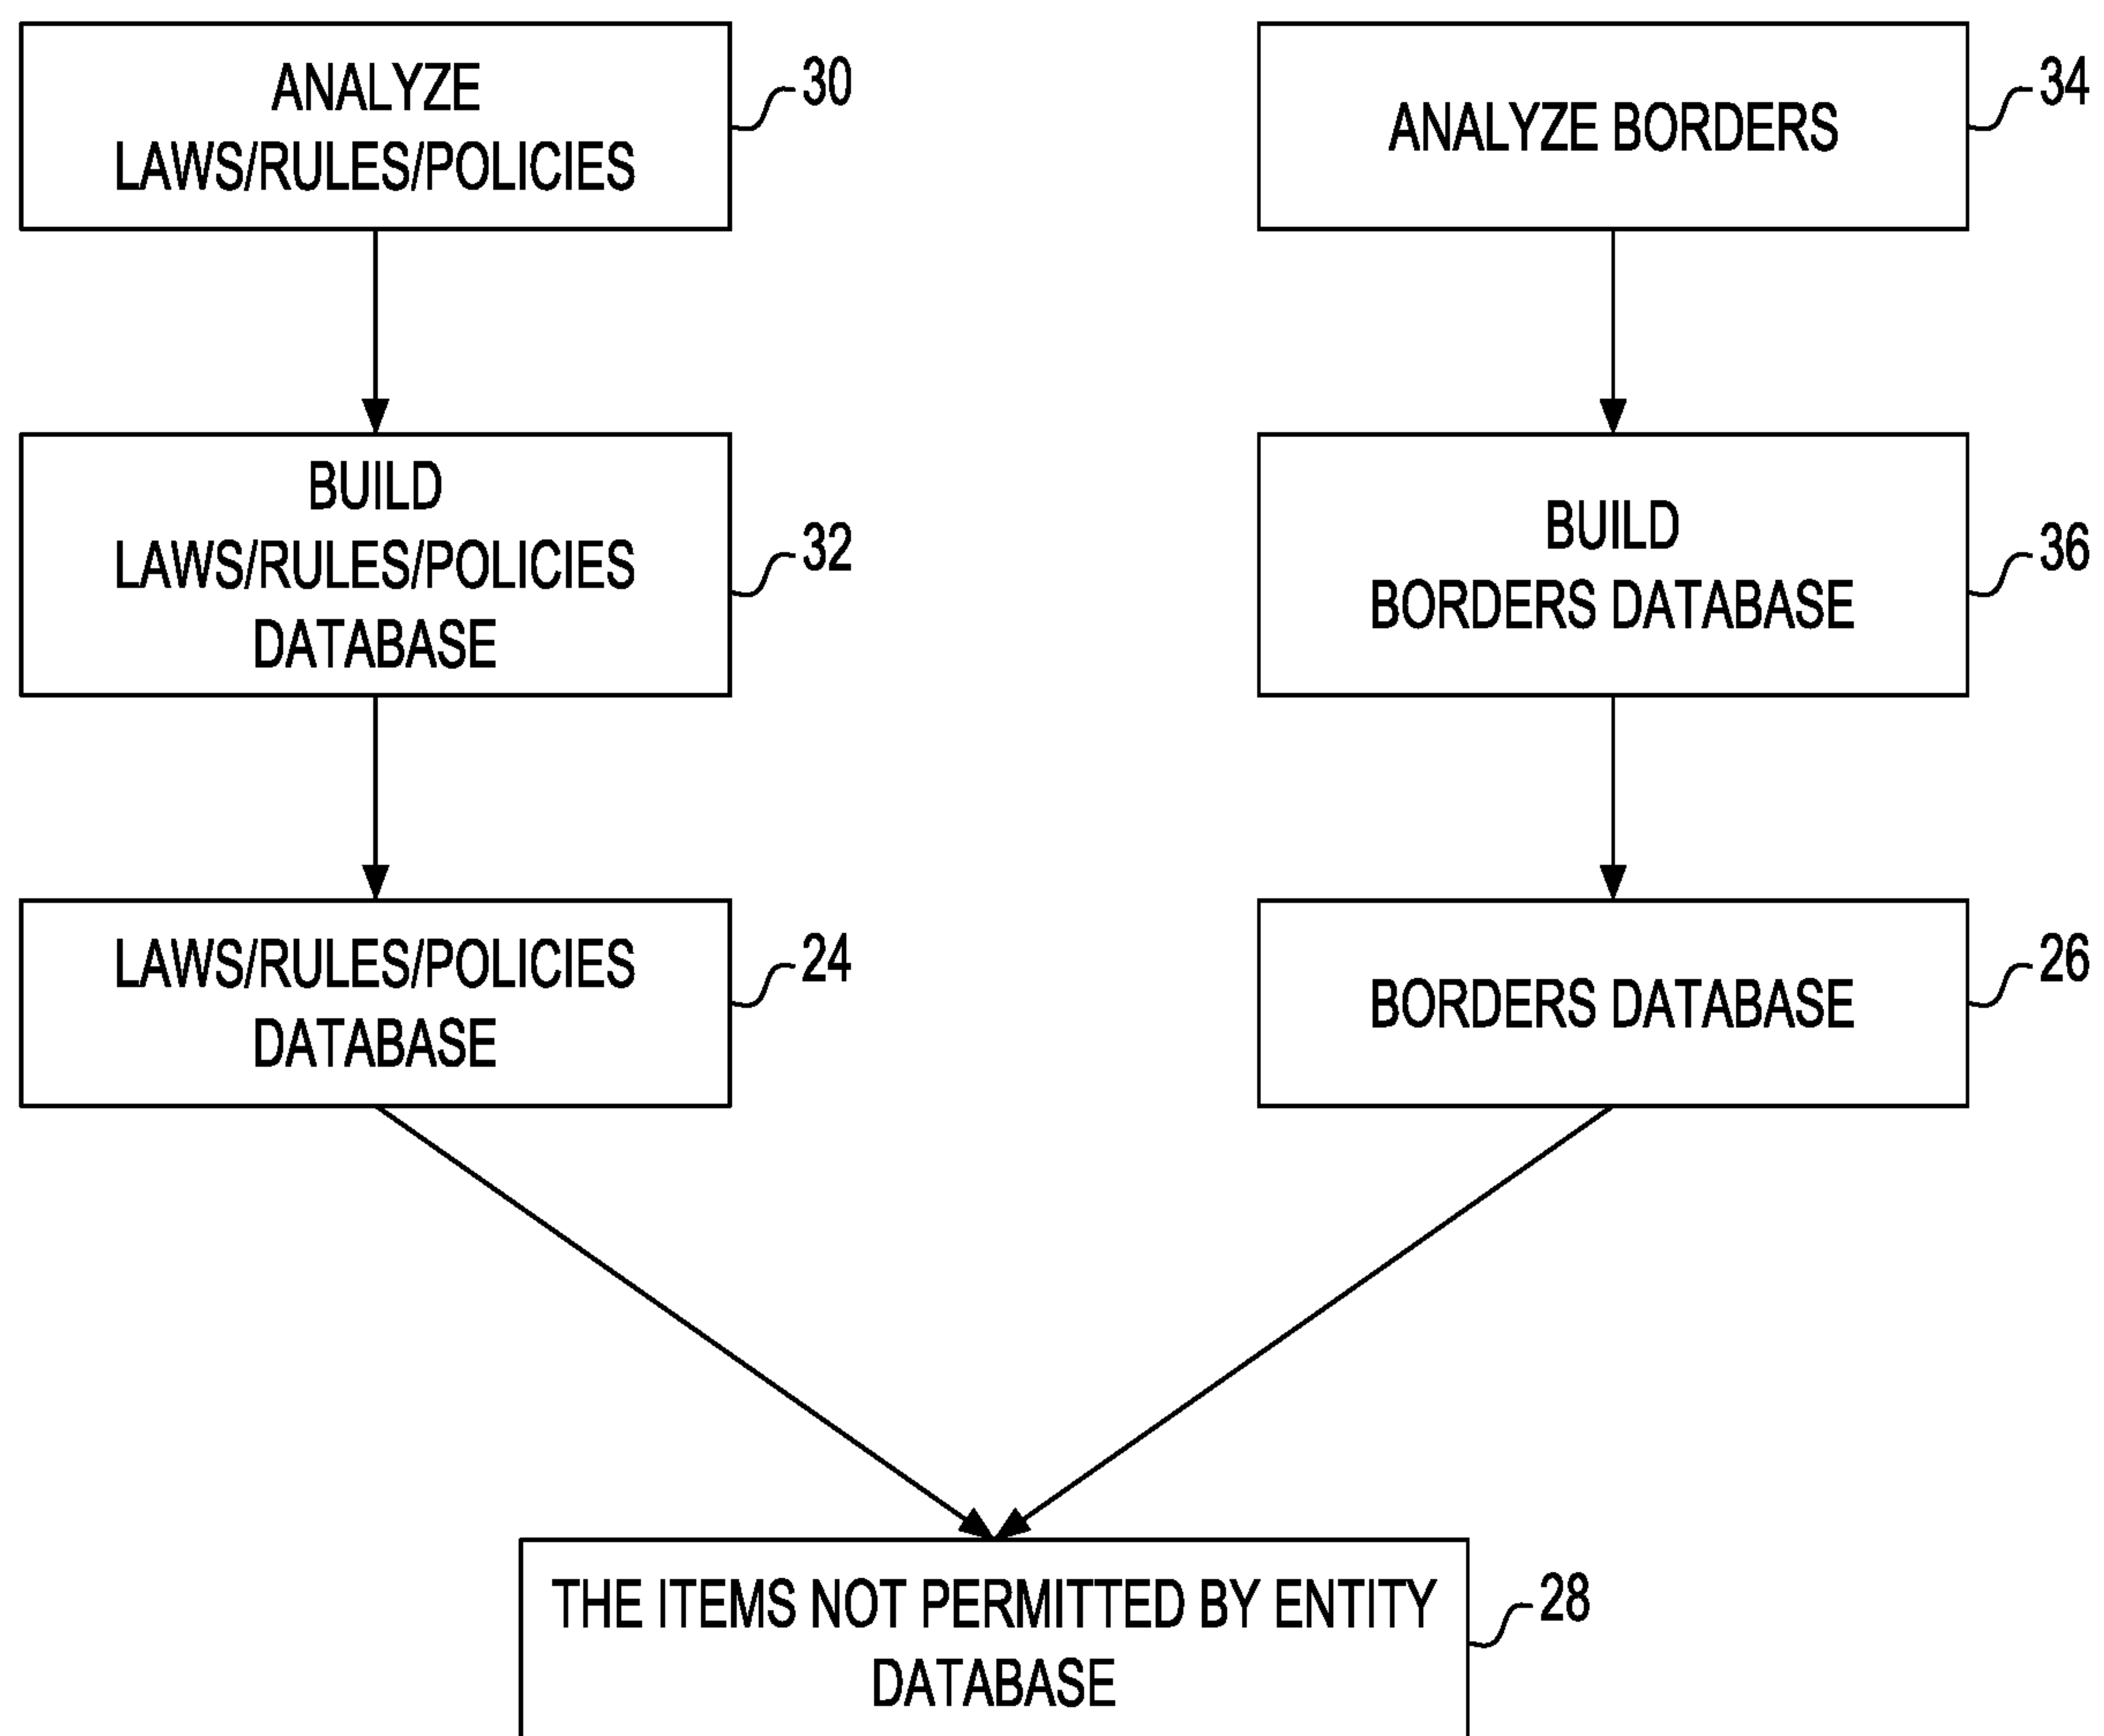 ANALYZE
LAWS/RULES/POLICIES
30
ANALYZE BORDERS
34
BUILD
LAWS/RULES/POLICIES
DATABASE
32
BUILD
BORDERS DATABASE
36
LAWS/RULES/POLICIES
DATABASE
24
BORDERS DATABASE
26
THE ITEMS NOT PERMITTED BY ENTITY
DATABASE
28